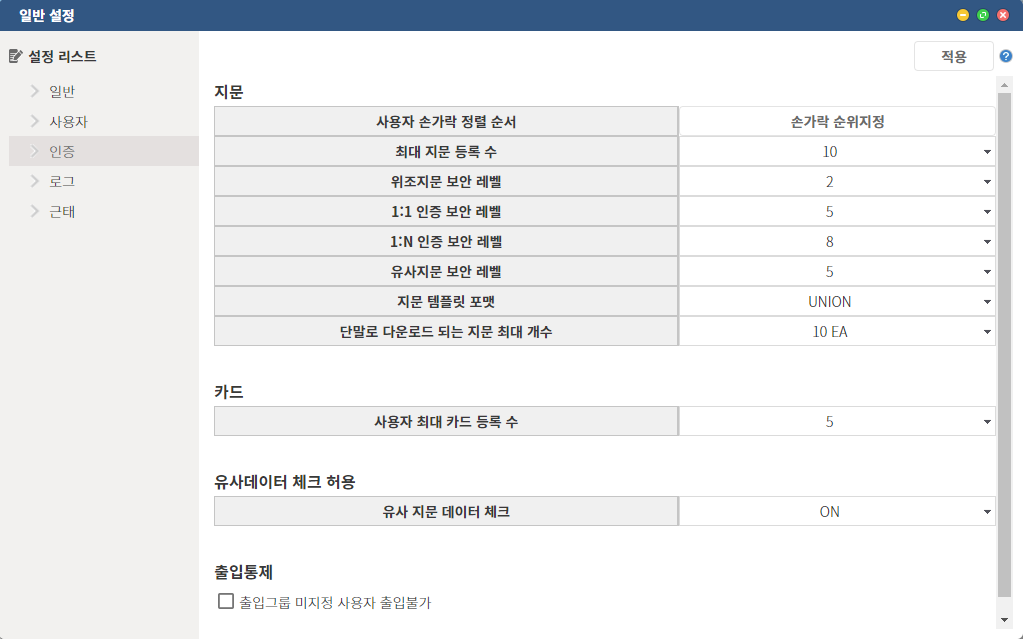 일반 설정
설정 리스트
일반
사용자
인증
로그
근태
적용
지문
사용자 손가락 정렬 순서 손가락 순위지정
최대 지문 등록 수 10
위조지문 보안 레벨 2
1:1 인증 보안 레벨 5
1:N 인증 보안 레벨 8
유사지문 보안 레벨 5
지문 템플릿 포맷 UNION
단말로 다운로드 되는 지문 최대 개수 10 EA
카드
사용자 최대 카드 등록 수 5
유사데이터 체크 허용
유사 지문 데이터 체크 ON
출입통제
출입그룹 미지정 사용자 출입불가